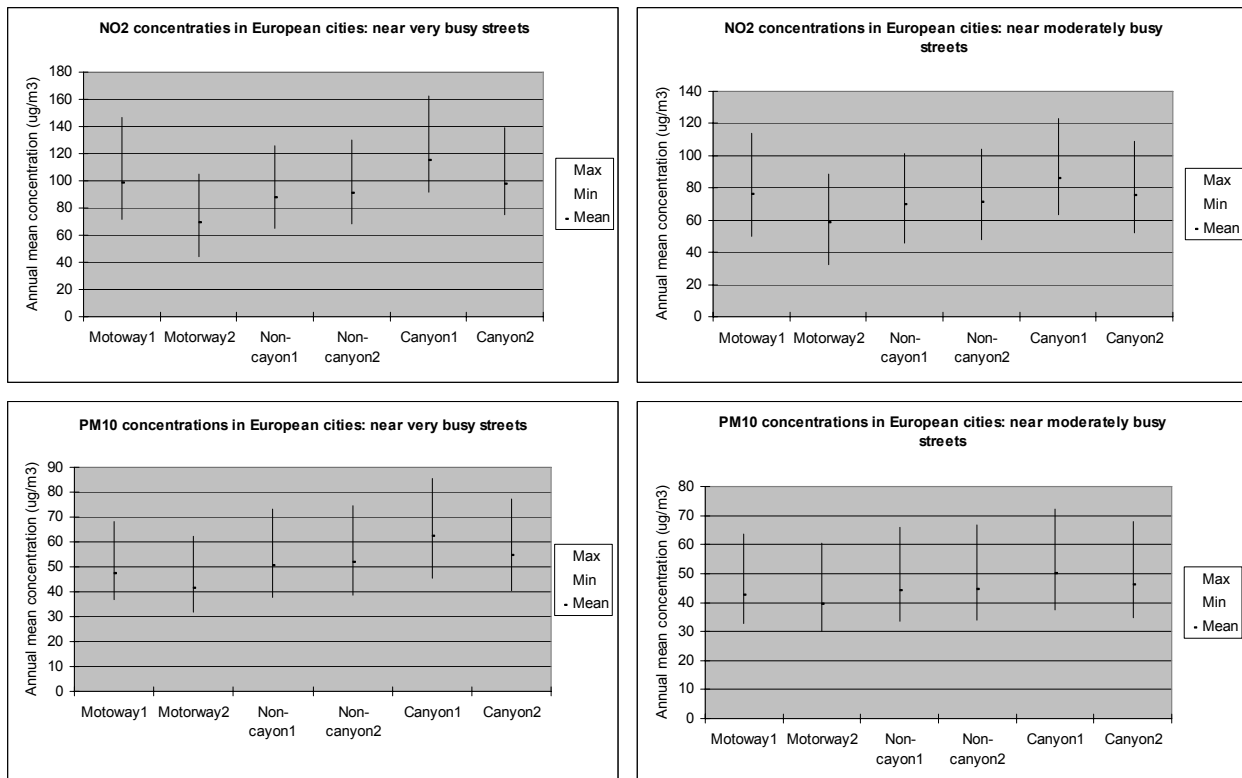 NO2 concentraties in European cities: near very busy streets
Annual mean concentration (ug/m3)
180
160
140
120
100
80
60
40
20
0
Motoway1 Motorway2 Non- Non- Canyon1 Canyon2
cayon1 canyon2
Max
Min
Mean
NO2 concentrations in European cities: near moderately busy
streets
Annual mean concentration (ug/m3)
140
120
100
80
60
40
20
0
Motoway1 Motorway2 Non- Non- Canyon1 Canyon2
cayon1 canyon2
Max
Min
Mean
PM10 concentrations in European cities: near very busy streets
Annual mean concentration (ug/m3)
90
80
70
60
50
40
30
20
10
0
Motoway1 Motorway2 Non- Non- Canyon1 Canyon2
cayon1 canyon2
Max
Min
Mean
PM10 concentrations in European cities: near moderately busy
streets
Annual mean concentration (ug/m3)
80
70
60
50
40
30
20
10
0
Motoway1 Motorway2 Non- Non- Canyon1 Canyon2
cayon1 canyon2
Max
Min
Mean